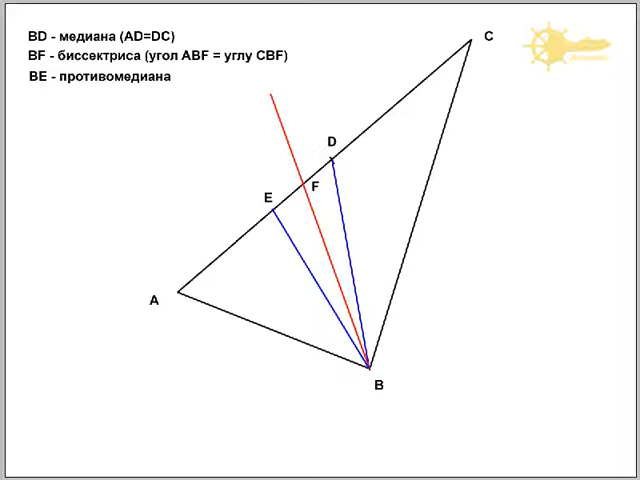 BD - медиана (AD=DC)
BF - биссектриса (угол ABF = углу CBF)
BE - противомедиана
C
D
F
E
A
B